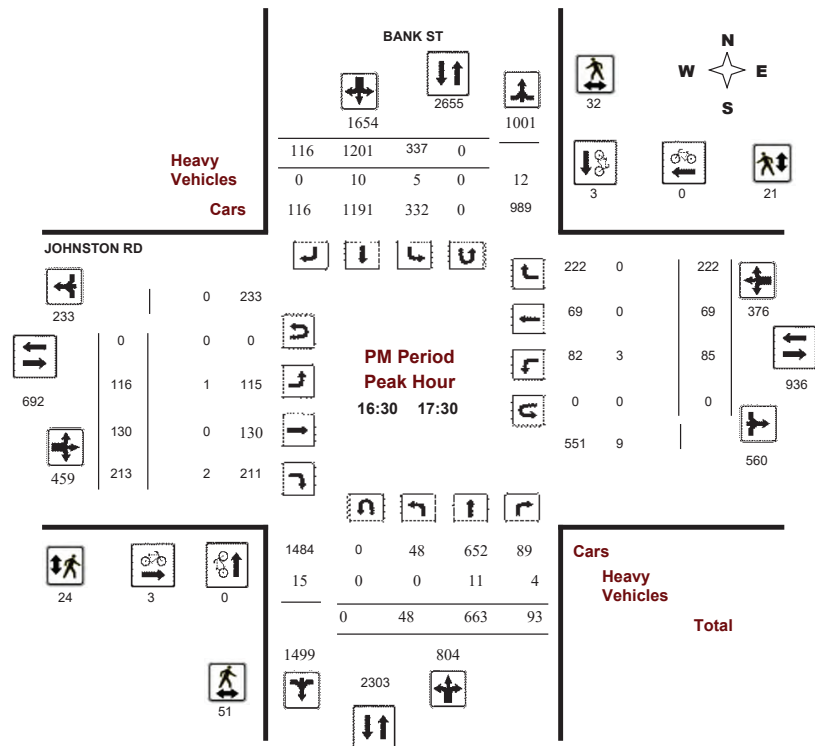 BANK ST
N
W E
S
32
1654 2655 1001
116 1201 337 0
Heavy
Vehicles
0 10 5 0 12
Cars
116 1191 332 0 989
3 0 21
JOHNSTON RD
233
0 233
692
0 0 0
116 1 115
130 0 130
459
213 2 211
PM Period
Peak Hour
16:30 17:30
222 0 222
376
69 0 69
82 3 85
936
0 0 0
551 9
560
24 3 0
51
1484 0 48 652 89
15 0 0 11 4
0 48 663 93
1499 804
2303
Cars
Heavy
Vehicles
Total